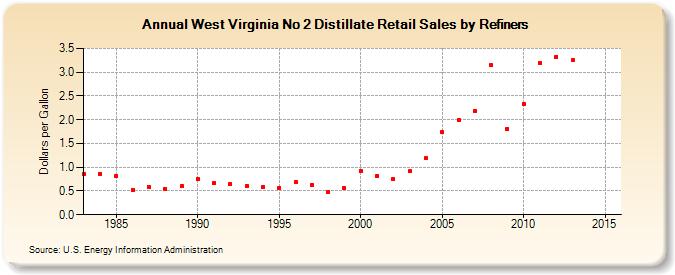 Annual West Virginia No 2 Distillate Retail Sales by Refiners
Dollars per Gallon
3.5
3.0
2.5
2.0
1.5
1.0
0.5
0.0
1985 1990 1995 2000 2005 2010 2015
Source: U.S. Energy Information Administration